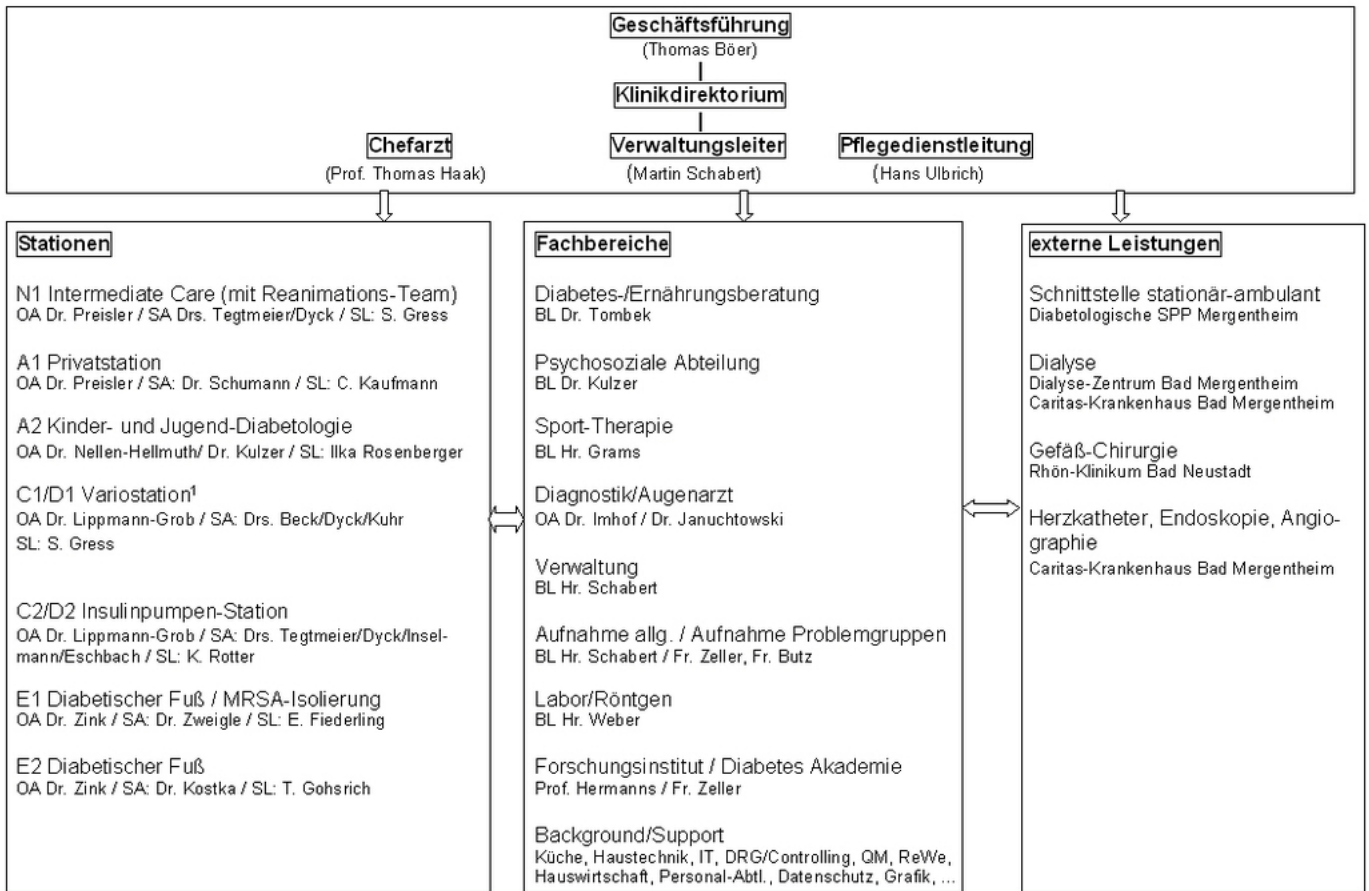 Geschäftsführung
(Thomas Böer)
Klinikdirektorium
Chefarzt
(Prof. Thomas Haak)
Verwaltungsleiter
(Martin Schabert)
Pflegedienstleitung
(Hans Ulbrich)
Stationen
N1 Intermediate Care (mit Reanimations-Team)
OA Dr. Preisler / SA Drs. Tegtmeier/Dyck / SL: S. Gress
A1 Privatstation
OA Dr. Preisler / SA: Dr. Schumann / SL: C. Kaufmann
A2 Kinder- und Jugend-Diabetologie
OA Dr. Nellen-Hellmuth/ Dr. Kulzer / SL: Ilka Rosenberger
C1/D1 Variostation¹
OA Dr. Lippmann-Grob / SA: Drs. Beck/Dyck/Kuhr
SL: S. Gress
C2/D2 Insulinpumpen-Station
OA Dr. Lippmann-Grob / SA: Drs. Tegtmeier/Dyck/Insel-
mann/Eschbach / SL: K. Rotter
E1 Diabetischer Fuß / MRSA-Isolierung
OA Dr. Zink / SA: Dr. Zweigle / SL: E. Fiederling
E2 Diabetischer Fuß
OA Dr. Zink / SA: Dr. Kostka / SL: T. Gohsrich
Fachbereiche
Diabetes-/Ernährungsberatung
BL Dr. Tombek
Psychosoziale Abteilung
BL Dr. Kulzer
Sport-Therapie
BL Hr. Grams
Diagnostik/Augenarzt
OA Dr. Imhof / Dr. Januchtowski
Verwaltung
BL Hr. Schabert
Aufnahme allg. / Aufnahme Problemgruppen
BL Hr. Schabert / Fr. Zeller, Fr. Butz
Labor/Röntgen
BL Hr. Weber
Forschungsinstitut / Diabetes Akademie
Prof. Hermanns / Fr. Zeller
Background/Support
Küche, Haustechnik, IT, DRG/Controlling, QM, ReWe,
Hauswirtschaft, Personal-Abtl., Datenschutz, Grafik, ...
externe Leistungen
Schnittstelle stationär-ambulant
Diabetologische SPP Mergentheim
Dialyse
Dialyse-Zentrum Bad Mergentheim
Caritas-Krankenhaus Bad Mergentheim
Gefäß-Chirurgie
Rhön-Klinikum Bad Neustadt
Herzkatheter, Endoskopie, Angio-
graphie
Caritas-Krankenhaus Bad Mergentheim